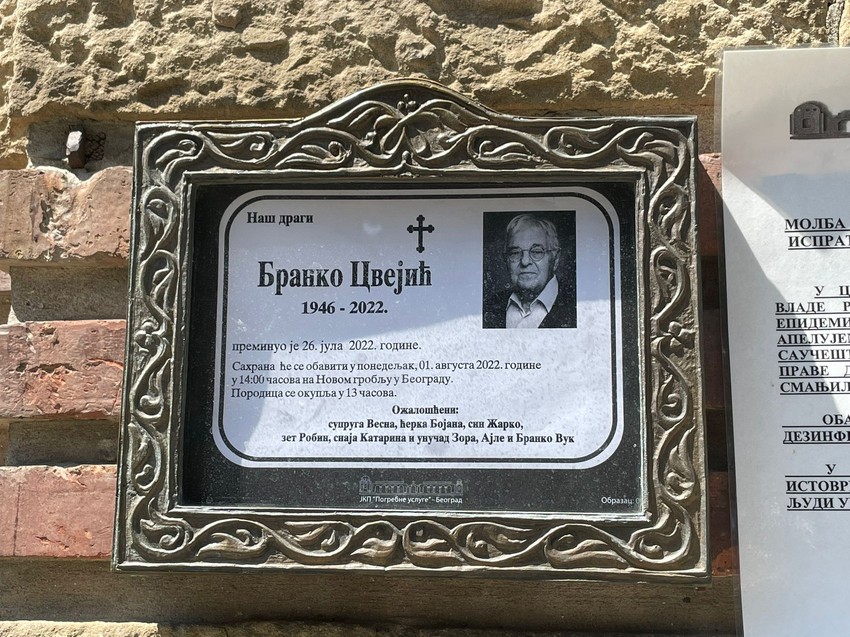 Наш драги
Бранко Цвејић
1946 - 2022.
преминуо је 26. јула 2022. године.
Сахрана ће се обавити у понедељак, 01. августа 2022. године
у 14:00 часова на Новом гробљу у Београду.
Породица се окупља у 13 часова.
Ожалошћени:
супруга Весна, ћерка Бојана, син Жарко,
зет Робин, снаја Катарина и унучад Зора, Ајле и Бранко Вук
ЈКП "Погребне услуге" - Београд
Образац:
МОЛБА
ИСПРАТ
У
ВЛАДЕ Р
ЕПИДЕМИ
АПЕЛУЈЕМ
САУЧЕШТ
ПРАВЕ Д
СМАЊИЛ
ОБА
ДЕЗИНФ
У
ИСТОВР
ЉУДИ У